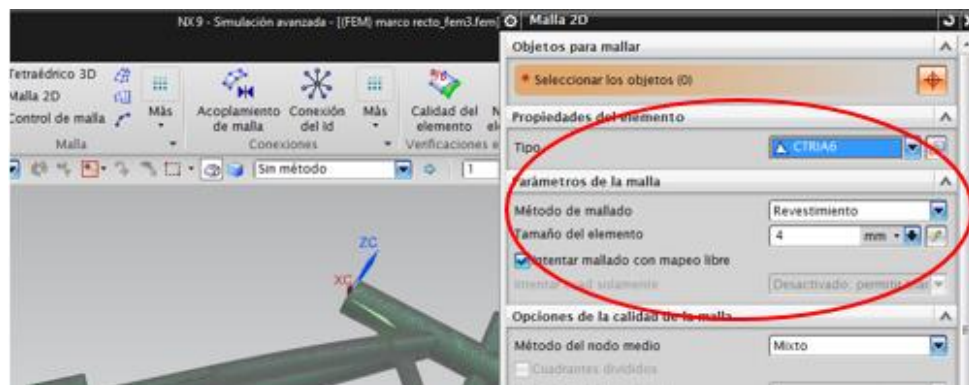 NX 9 - Simulación avanzada - [(FEM) marco recto_fem3.fem]
Tetraédrico 3D
Malla 2D
Control de malla
Más
Malla
Acoplamiento de malla
Conexión del Id
Más
Conexiones
Calidad del elemento
Verificaciones
Sin método
1
ZC
XC
Malla 2D
Objetos para mallar
* Seleccionar los objetos (0)
Propiedades del elemento
Tipo
CTRIA6
Parámetros de la malla
Método de mallado
Revestimiento
Tamaño del elemento
4 mm
Intentar mallado con mapeo libre
Desactivado: permitir
Opciones de la calidad de la malla
Método del nodo medio
Mixto
Cuadrantes divididos